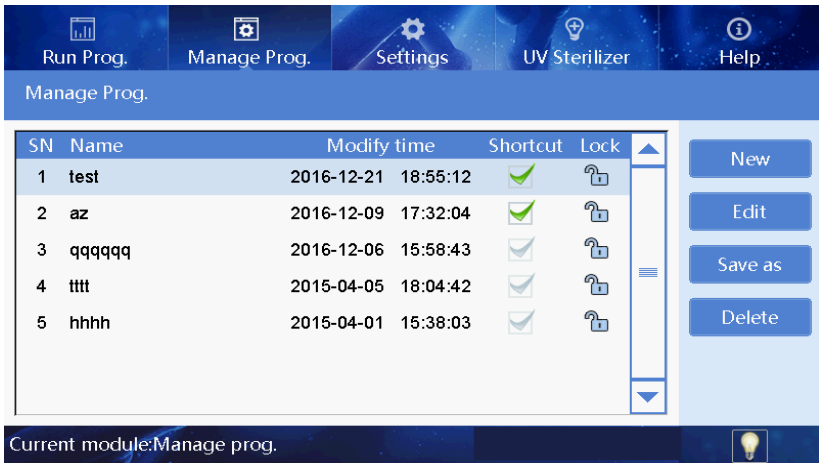 Run Prog. Manage Prog. Settings UV Sterilizer Help
Manage Prog.
SN Name Modify time Shortcut Lock
1 test 2016-12-21 18:55:12
2 az 2016-12-09 17:32:04
3 qqqqqq 2016-12-06 15:58:43
4 tttt 2015-04-05 18:04:42
5 hhhh 2015-04-01 15:38:03
New
Edit
Save as
Delete
Current module:Manage prog.